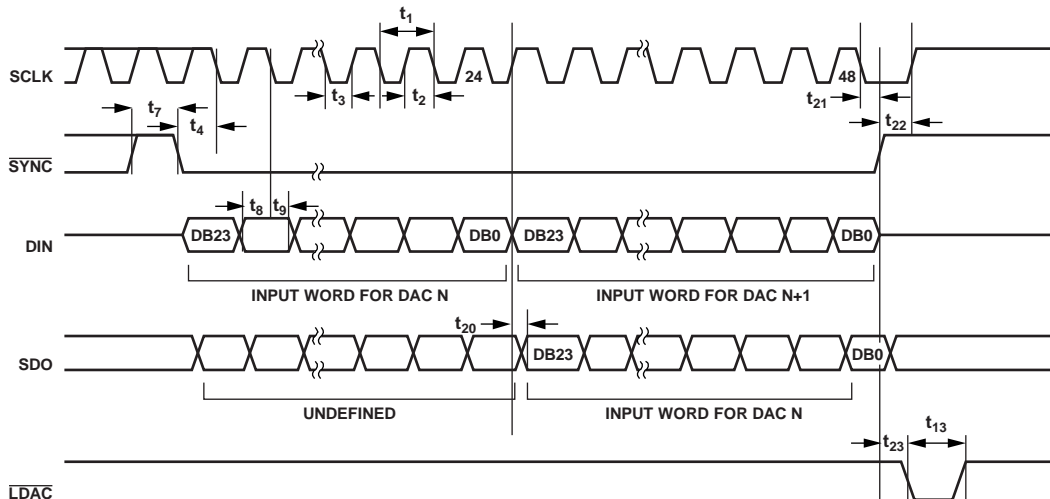 t1
SCLK
24
48
t3
t2
t21
t7
t4
t22
SYNC
t8
t9
DIN
DB23
DB0
DB23
DB0
INPUT WORD FOR DAC N
INPUT WORD FOR DAC N+1
t20
SDO
DB23
DB0
UNDEFINED
INPUT WORD FOR DAC N
t23
t13
LDAC